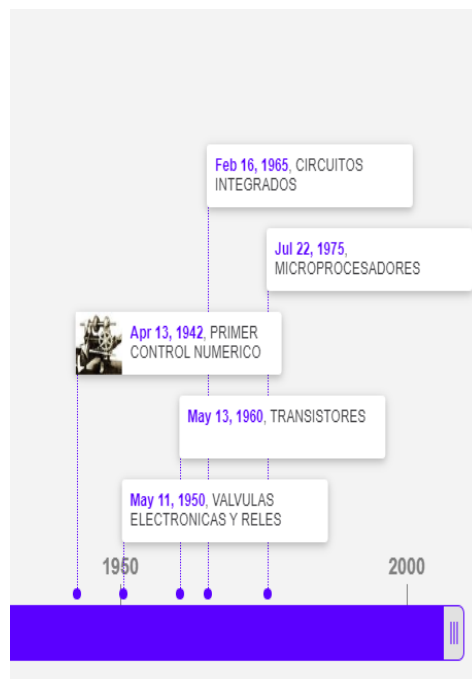 Feb 16, 1965, CIRCUITOS
INTEGRADOS
Jul 22, 1975,
MICROPROCESADORES
Apr 13, 1942, PRIMER
CONTROL NUMERICO
May 13, 1960, TRANSISTORES
May 11, 1950, VALVULAS
ELECTRONICAS Y RELES
1950
2000